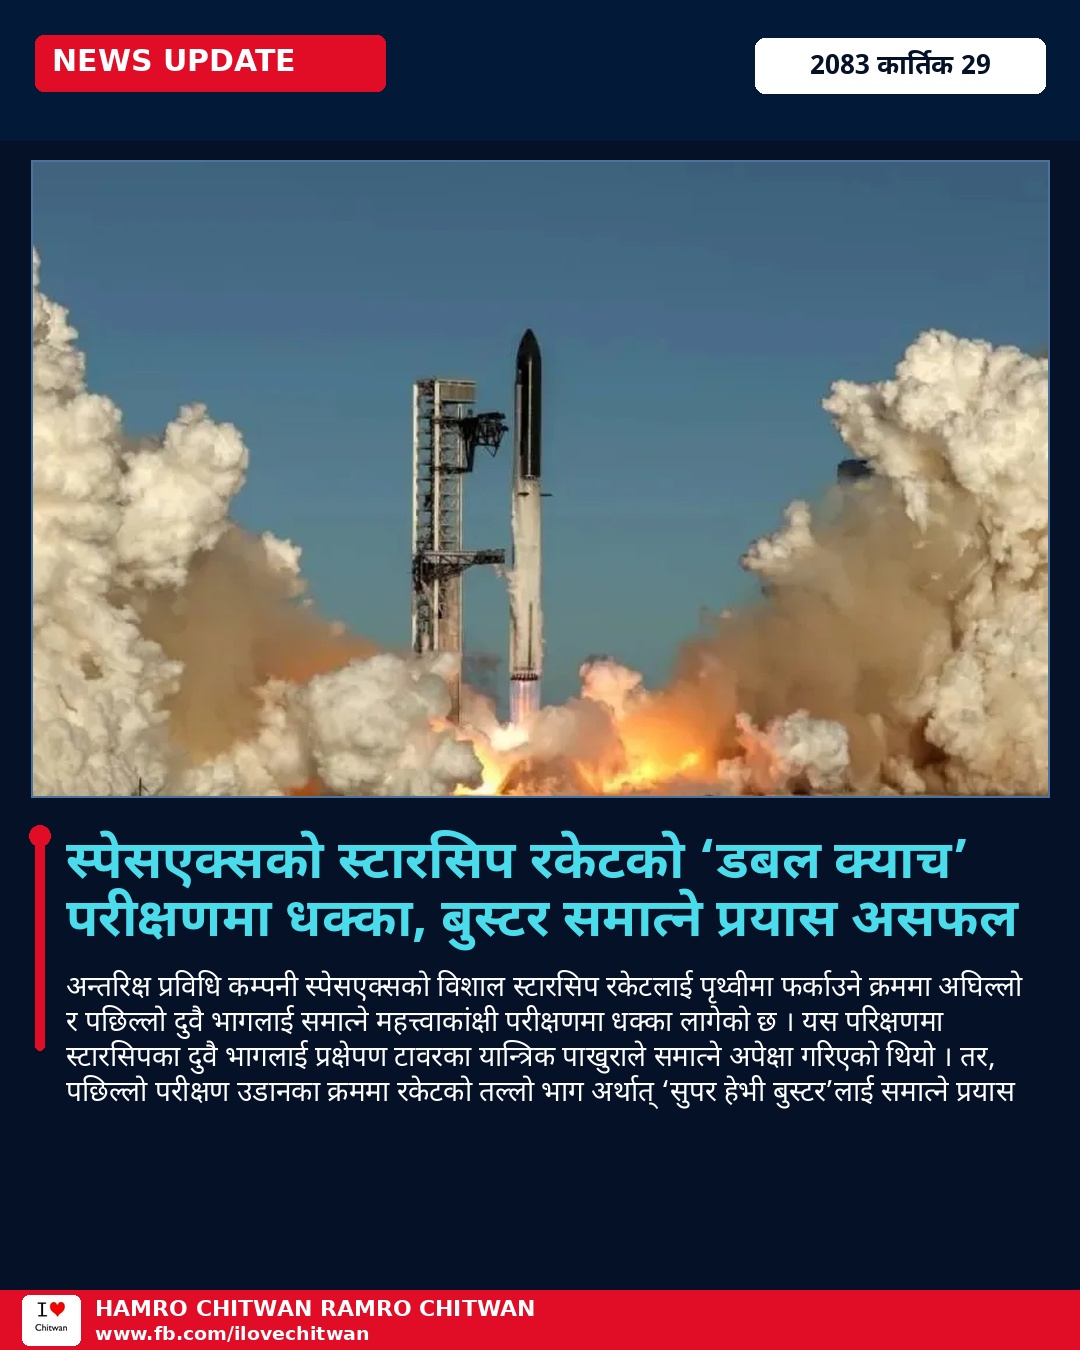 NEWS UPDATE
2083 कार्तिक 29
स्पेसएक्सको स्टारसिप रकेटको ‘डबल क्याच’
परीक्षणमा धक्का, बुस्टर समात्ने प्रयास असफल
अन्तरिक्ष प्रविधि कम्पनी स्पेसएक्सको विशाल स्टारसिप रकेटलाई पृथ्वीमा फर्काउने क्रममा अघिल्लो
र पछिल्लो दुवै भागलाई समात्ने महत्त्वाकांक्षी परीक्षणमा धक्का लागेको छ । यस परिक्षणमा
स्टारसिपका दुवै भागलाई प्रक्षेपण टावरका यान्त्रिक पाखुराले समात्ने अपेक्षा गरिएको थियो । तर,
पछिल्लो परीक्षण उडानका क्रममा रकेटको तल्लो भाग अर्थात् ‘सुपर हेभी बुस्टर’लाई समात्ने प्रयास
I♥
Chitwan
HAMRO CHITWAN RAMRO CHITWAN
www.fb.com/ilovechitwan